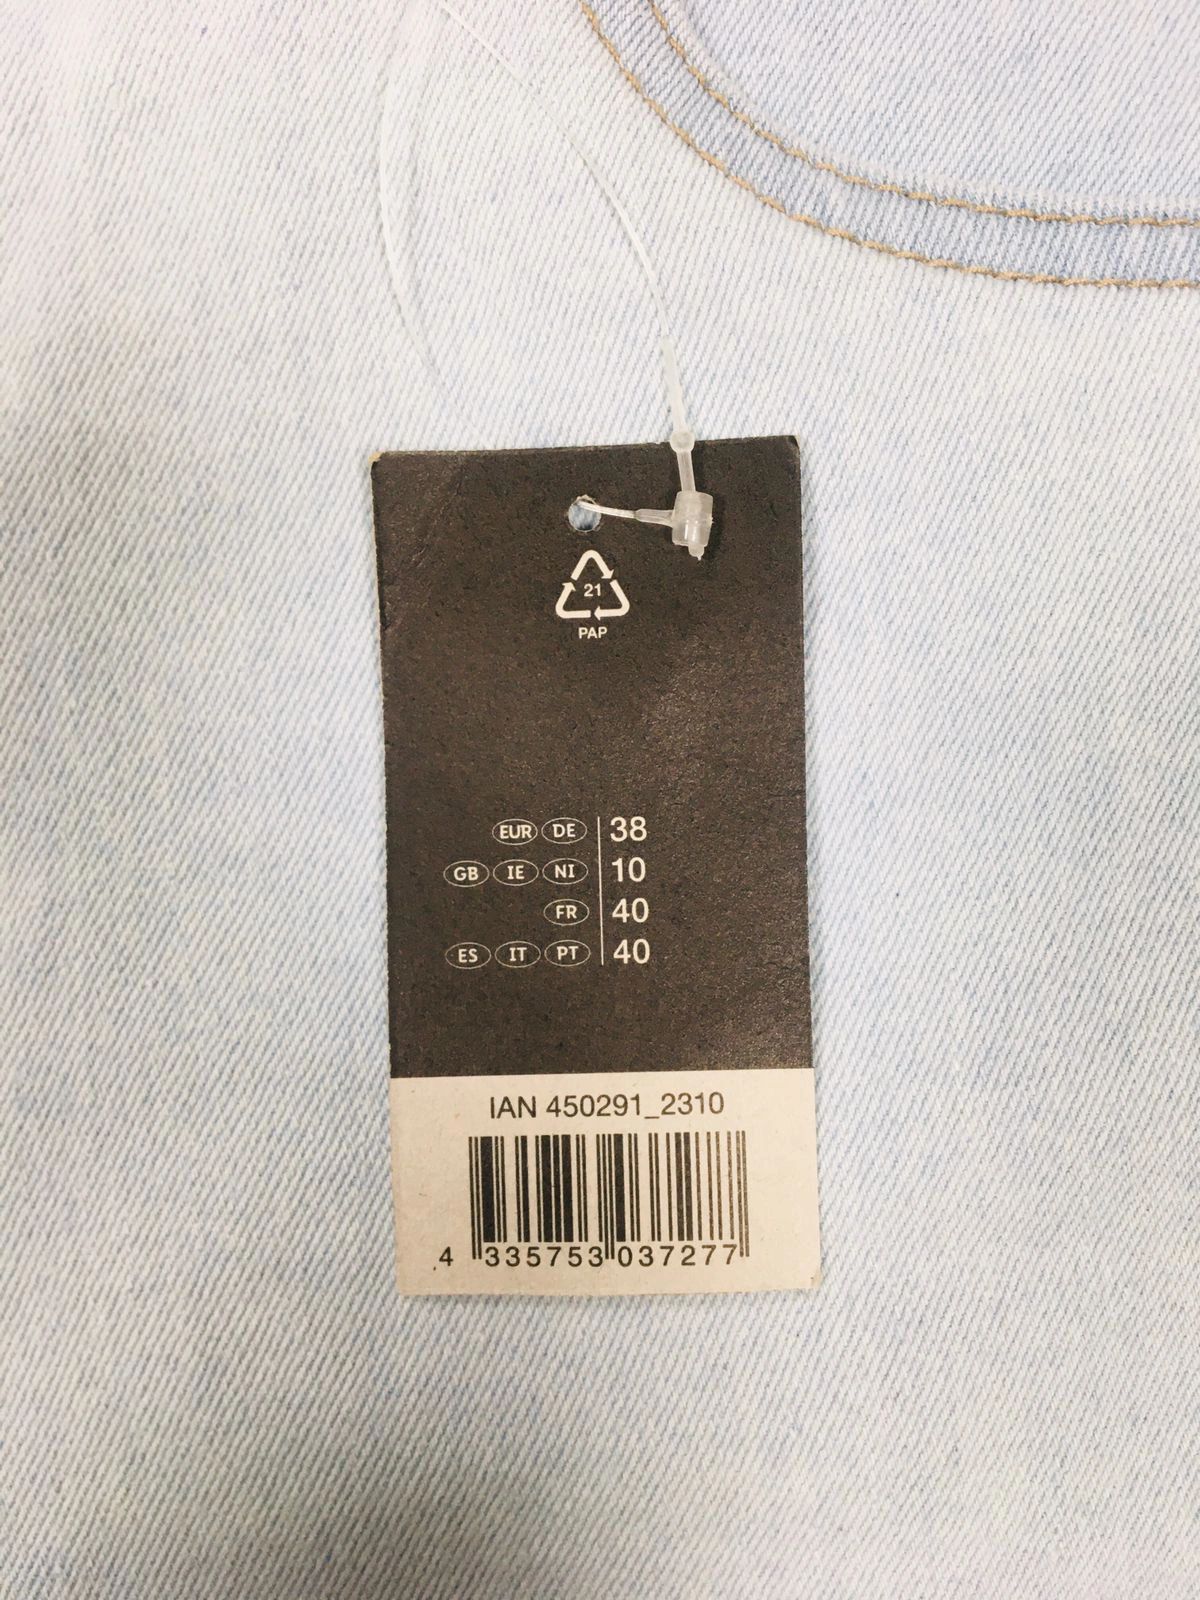 21
PAP
EUR DE 38
GB IE NI 10
FR 40
ES IT PT 40
IAN 450291_2310
4 335753 037277